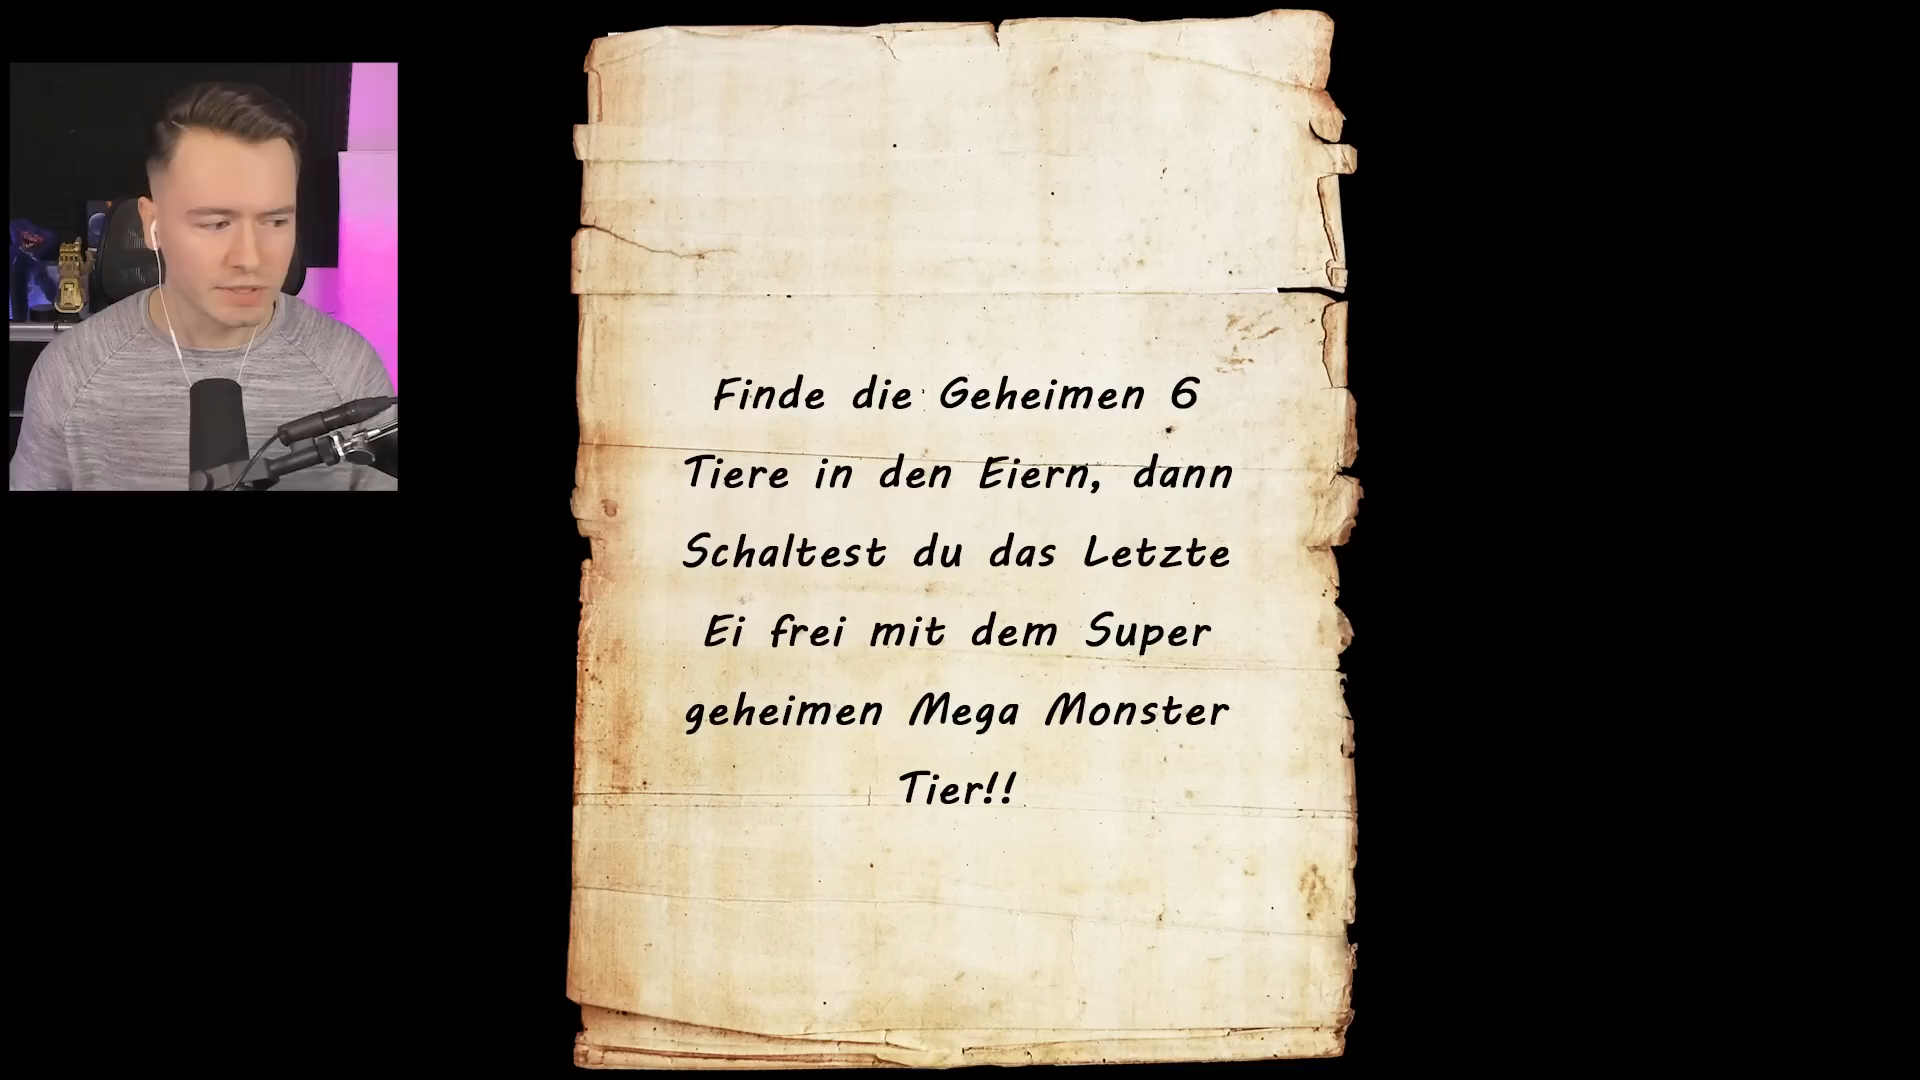 Finde die Geheimen 6
Tiere in den Eiern, dann
Schaltest du das Letzte
Ei frei mit dem Super
geheimen Mega Monster
Tier!!